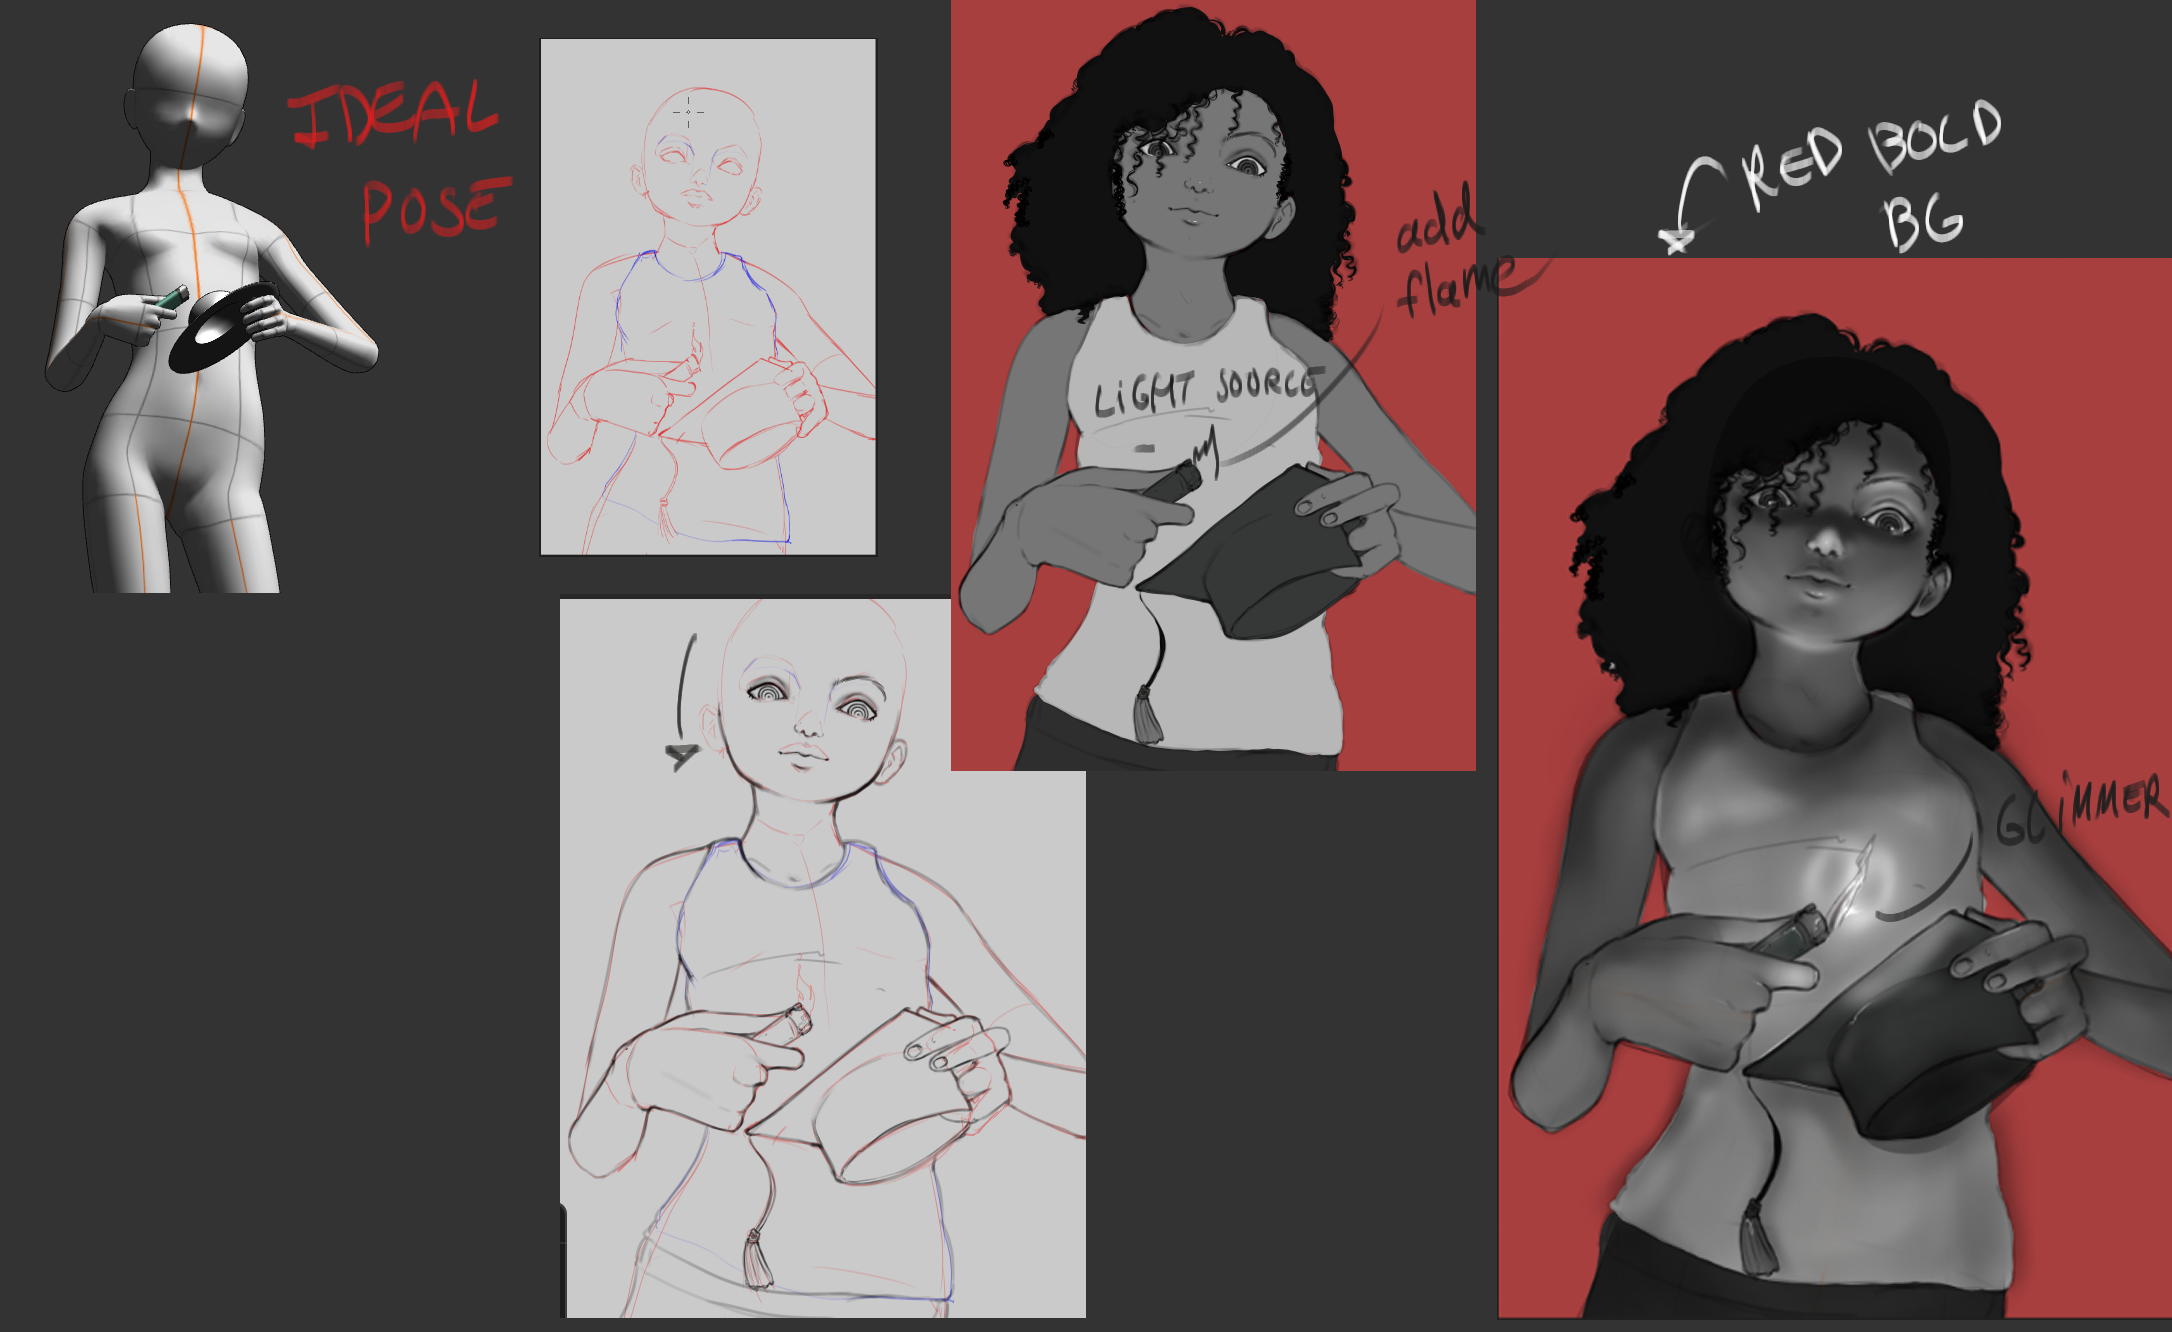 IDEAL
POSE
add
flame
LiGHT SOURCE
RED BOLD
BG
GLiMMER